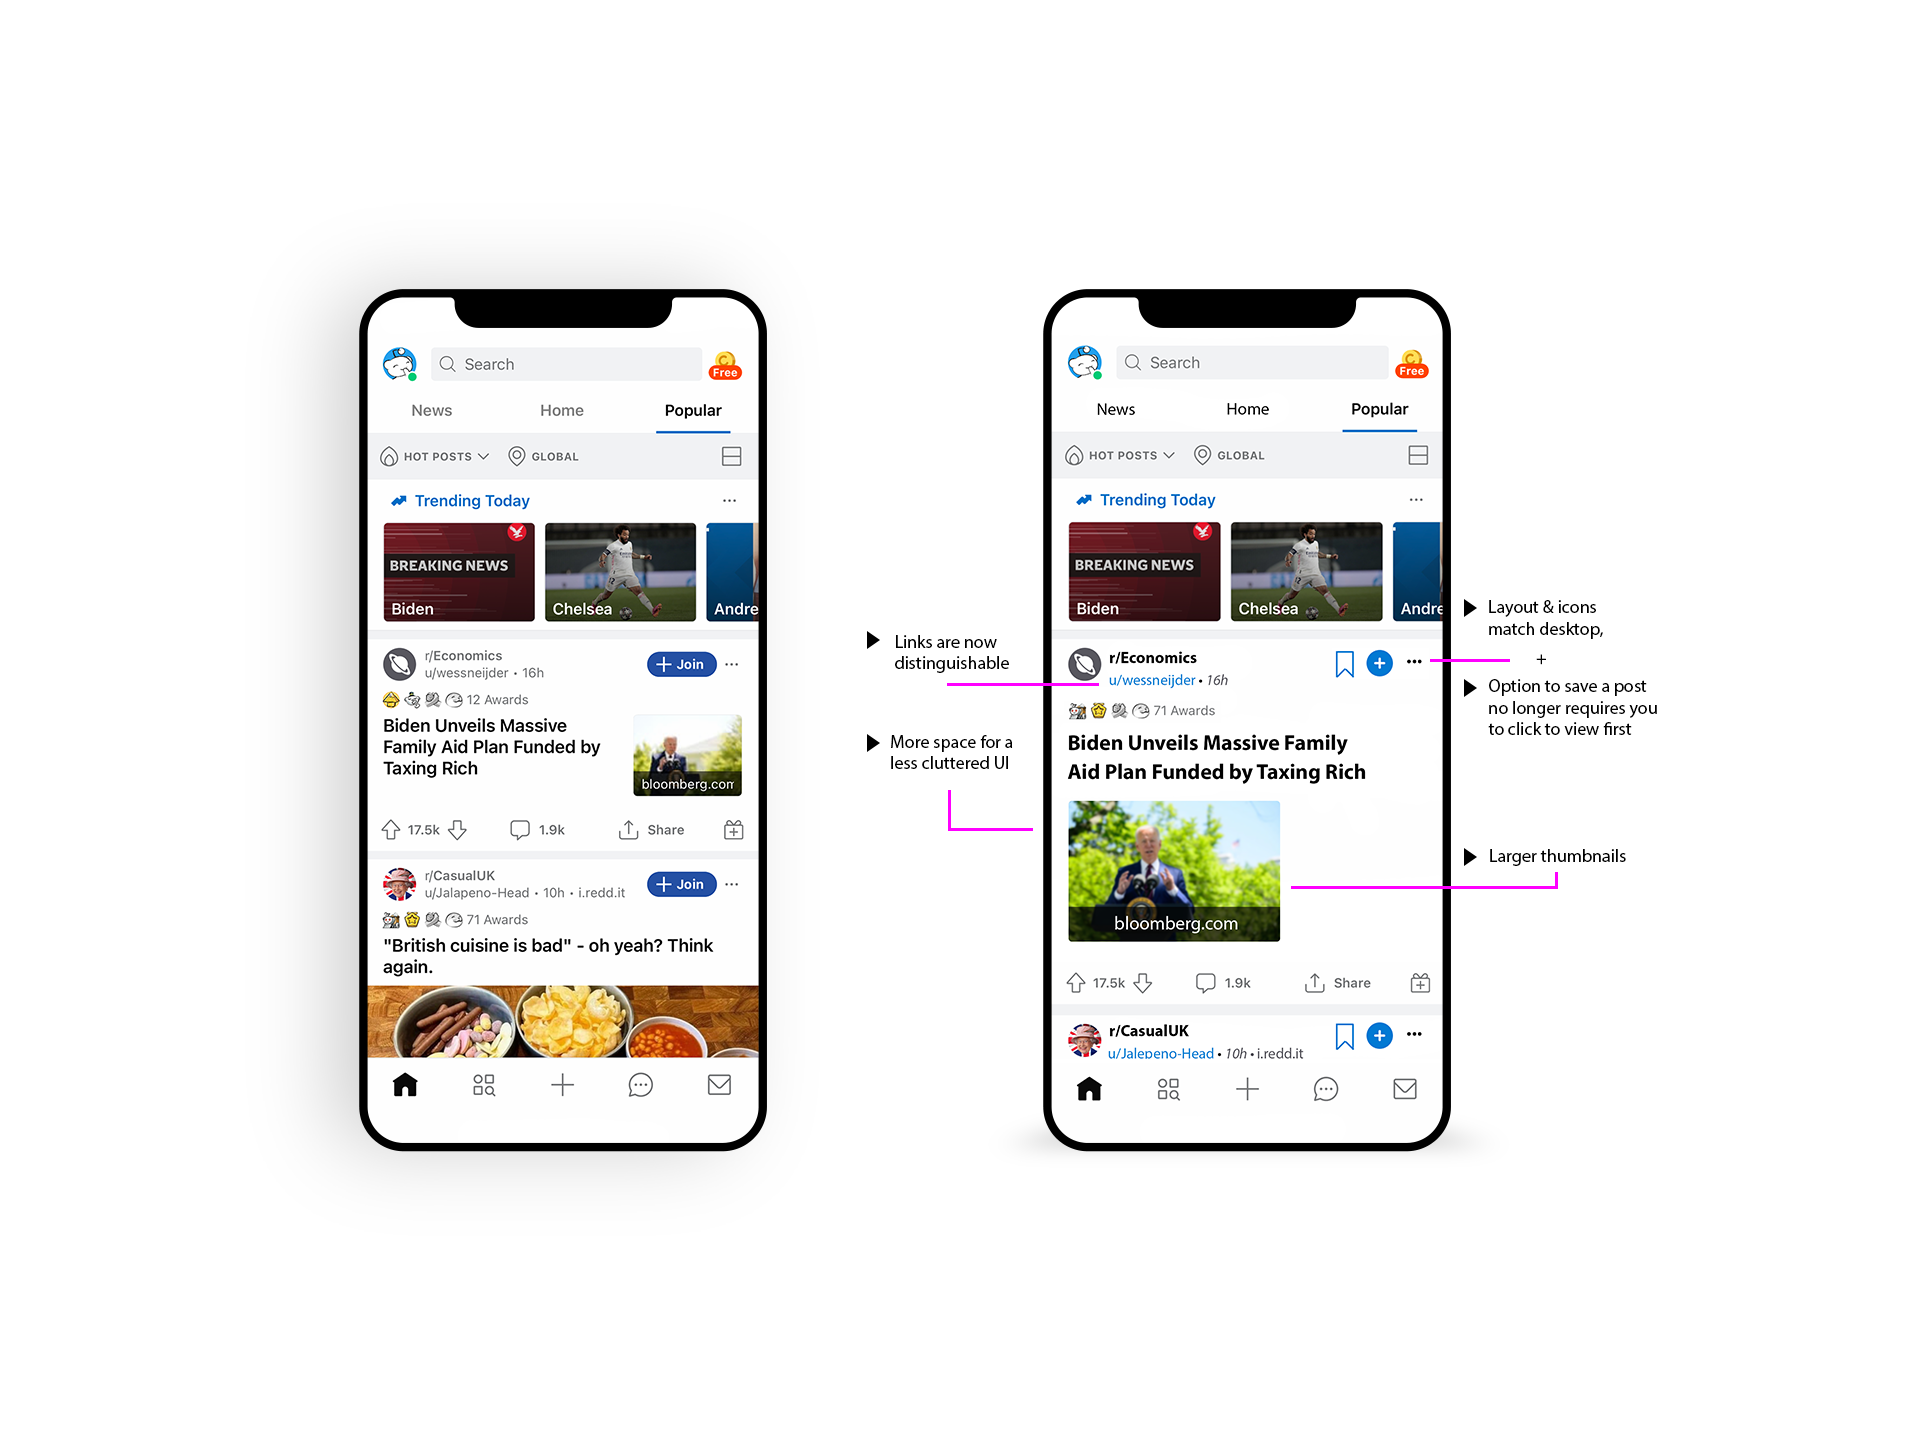 Search
Free
News Home Popular
HOT POSTS GLOBAL
Trending Today
BREAKING NEWS
Biden
Chelsea
Andre
r/Economics
u/wessneijder • 16h
Join
12 Awards
Biden Unveils Massive
Family Aid Plan Funded by
Taxing Rich
bloomberg.com
17.5k 1.9k Share
r/CasualUK
u/Jalapeno-Head • 10h • i.redd.it
Join
71 Awards
"British cuisine is bad" - oh yeah? Think
again.
Links are now
distinguishable
More space for a
less cluttered UI
Search
Free
News Home Popular
HOT POSTS GLOBAL
Trending Today
BREAKING NEWS
Biden
Chelsea
Andre
r/Economics
u/wessneijder • 16h
71 Awards
Biden Unveils Massive Family
Aid Plan Funded by Taxing Rich
bloomberg.com
17.5k 1.9k Share
r/CasualUK
u/Jalepeno-Head • 10h • i.redd.it
Layout & icons
match desktop,
+
Option to save a post
no longer requires you
to click to view first
Larger thumbnails